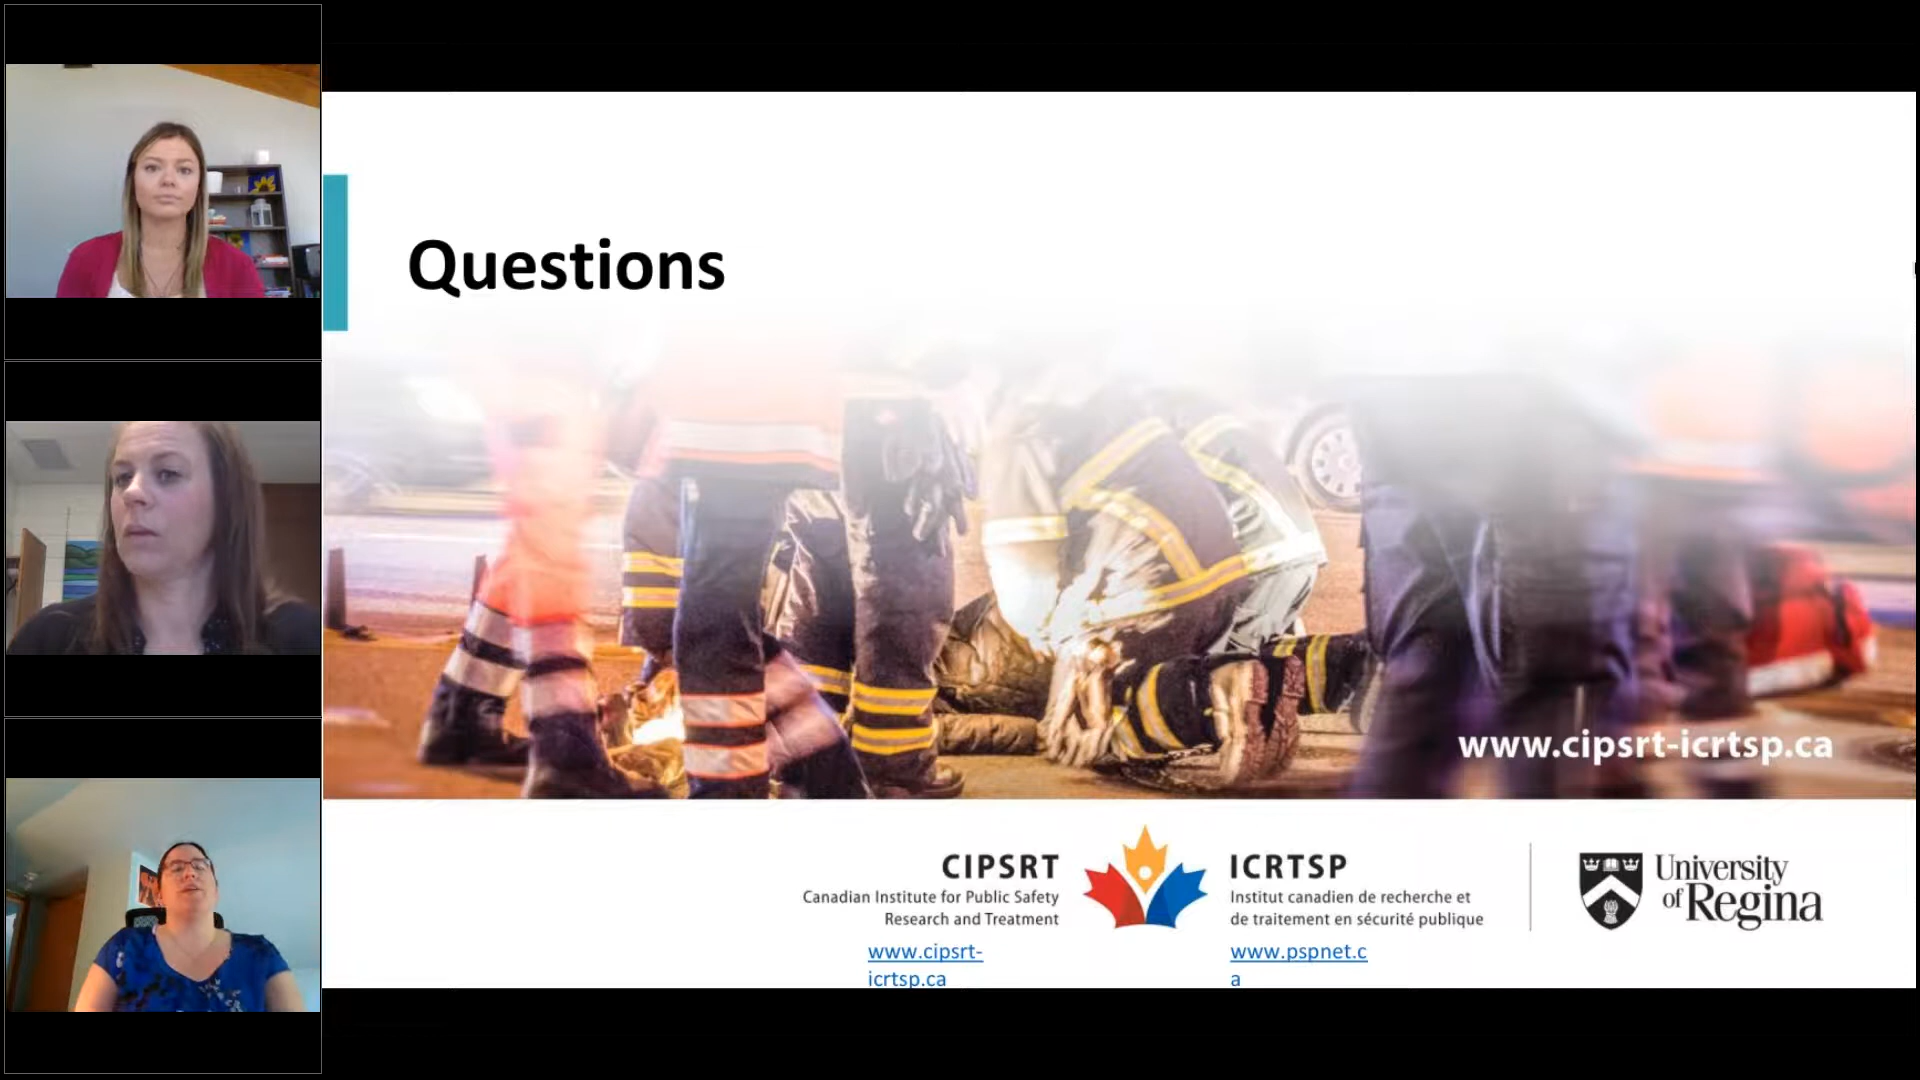 Questions
www.cipsrt-icrtsp.ca
CIPSRT
Canadian Institute for Public Safety
Research and Treatment
www.cipsrt-
icrtsp.ca
ICRTSP
Institut canadien de recherche et
de traitement en sécurité publique
www.pspnet.c
a
University
of Regina